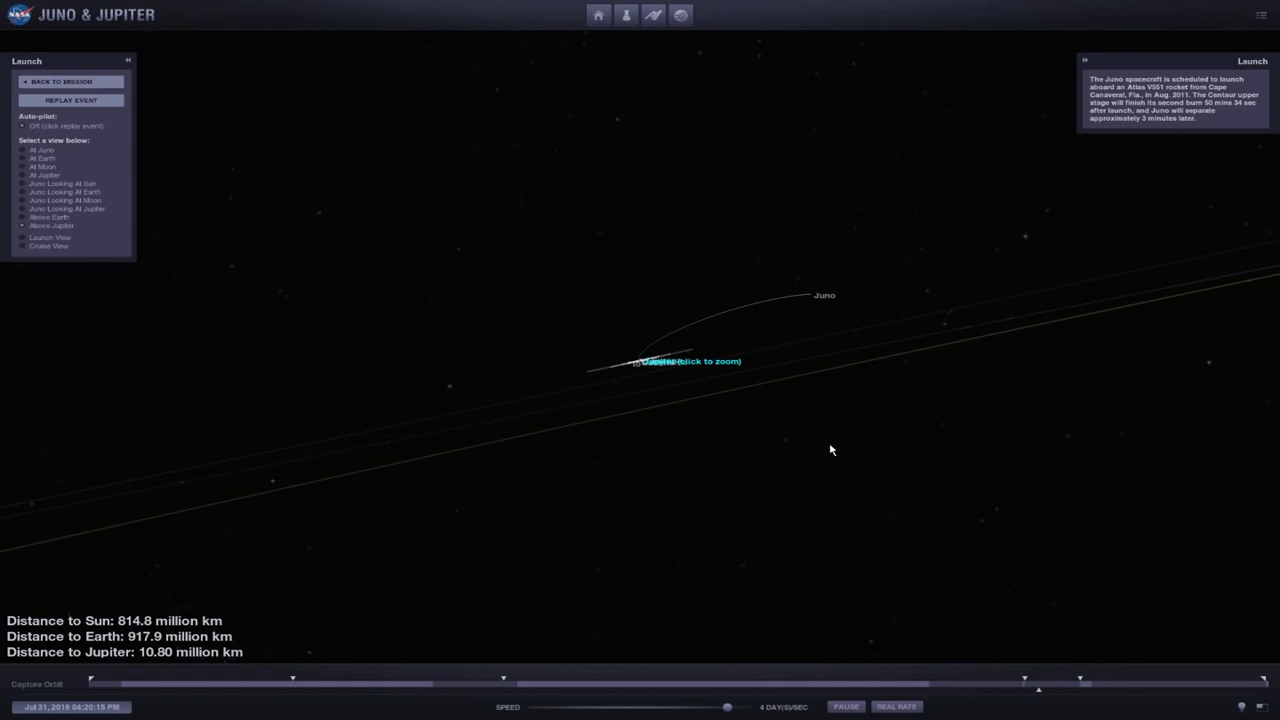 NASA
JUNO & JUPITER
Launch
BACK TO MISSION
REPLAY EVENT
Auto-pilot:
Off (click replay event)
Select a view below:
At Juno
At Earth
At Moon
At Jupiter
Juno Looking At Sun
Juno Looking At Earth
Juno Looking At Moon
Juno Looking At Jupiter
Above Earth
Above Jupiter
Launch View
Cruise View
Launch
The Juno spacecraft is scheduled to launch
aboard an Atlas V551 rocket from Cape
Canaveral, Fla., in Aug. 2011. The Centaur upper
stage will finish its second burn 50 mins 34 sec
after launch, and Juno will separate
approximately 3 minutes later.
Juno
(click to zoom)
Distance to Sun: 814.8 million km
Distance to Earth: 917.9 million km
Distance to Jupiter: 10.80 million km
Capture Orbit
Jul 31, 2016 04:20:15 PM
SPEED
4 DAY(S)/SEC
PAUSE
REAL RATE